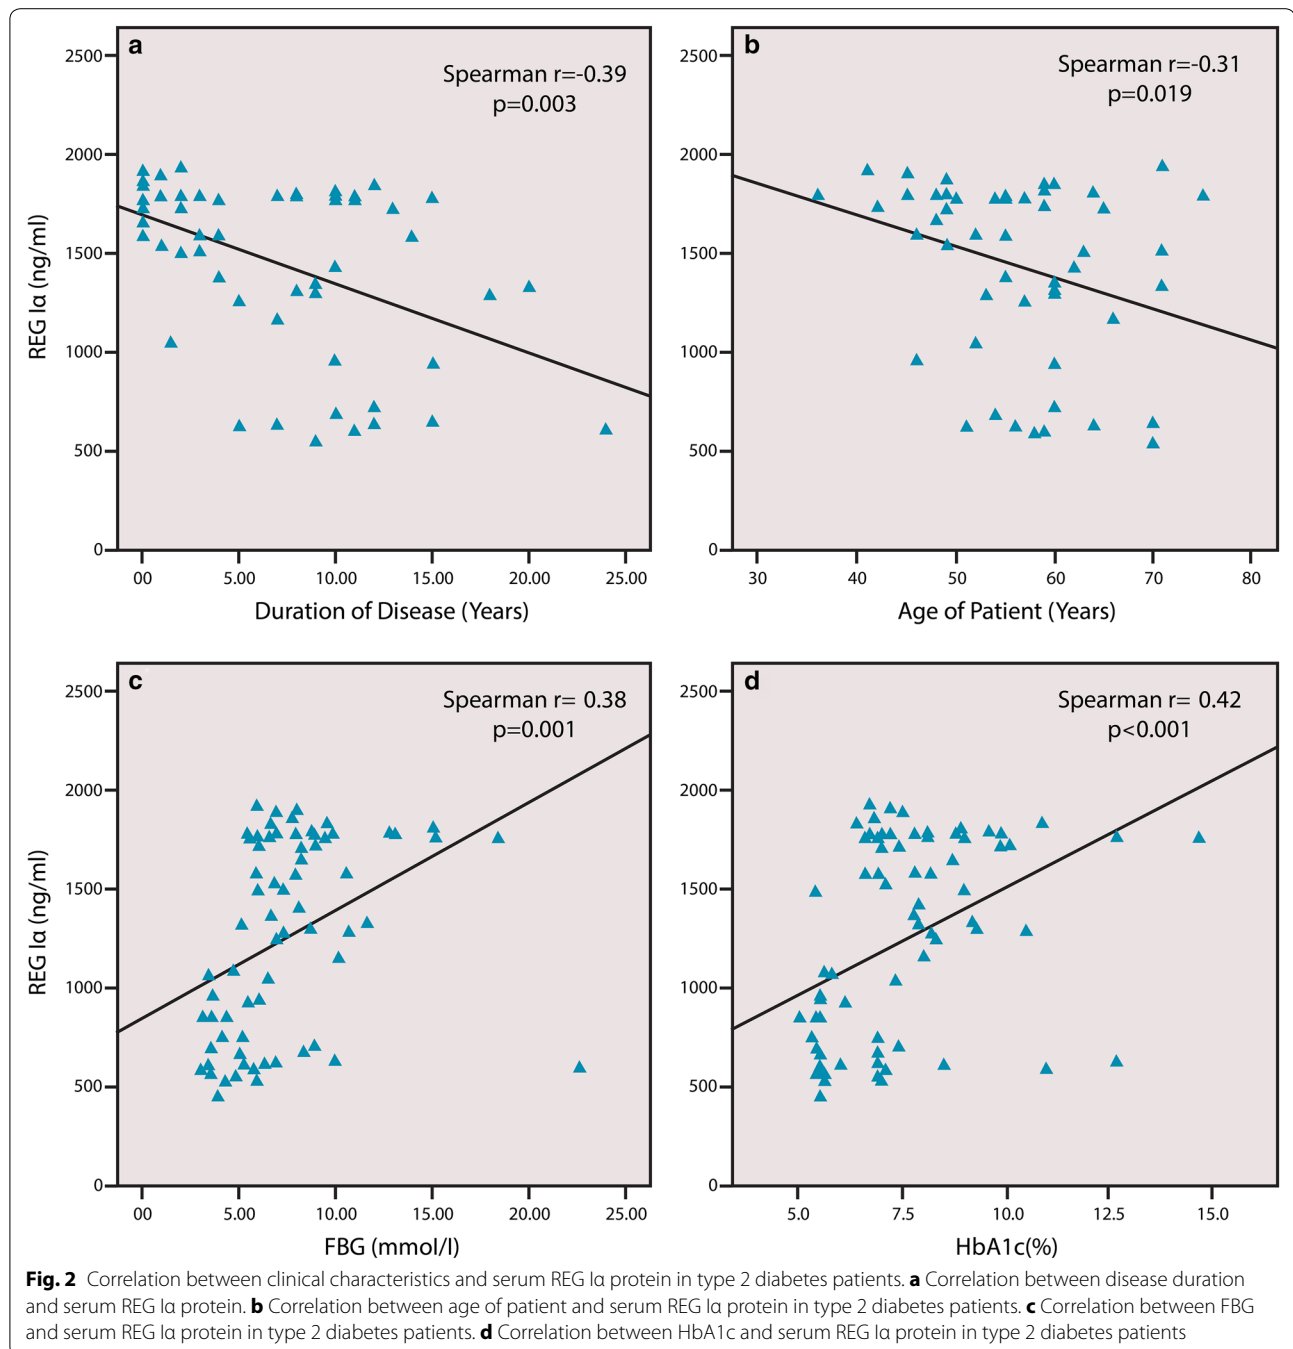 a
Spearman r=-0.39
p=0.003
2500
2000
1500
1000
500
0
REG Iα (ng/ml)
00 5.00 10.00 15.00 20.00 25.00
Duration of Disease (Years)
b
Spearman r=-0.31
p=0.019
2500
2000
1500
1000
500
0
30 40 50 60 70 80
Age of Patient (Years)
c
Spearman r= 0.38
p=0.001
2500
2000
1500
1000
500
0
REG Iα (ng/ml)
00 5.00 10.00 15.00 20.00 25.00
FBG (mmol/l)
d
Spearman r= 0.42
p<0.001
2500
2000
1500
1000
500
0
5.0 7.5 10.0 12.5 15.0
HbA1c(%)
Fig. 2 Correlation between clinical characteristics and serum REG Iα protein in type 2 diabetes patients. a Correlation between disease duration
and serum REG Iα protein. b Correlation between age of patient and serum REG Iα protein in type 2 diabetes patients. c Correlation between FBG
and serum REG Iα protein in type 2 diabetes patients. d Correlation between HbA1c and serum REG Iα protein in type 2 diabetes patients